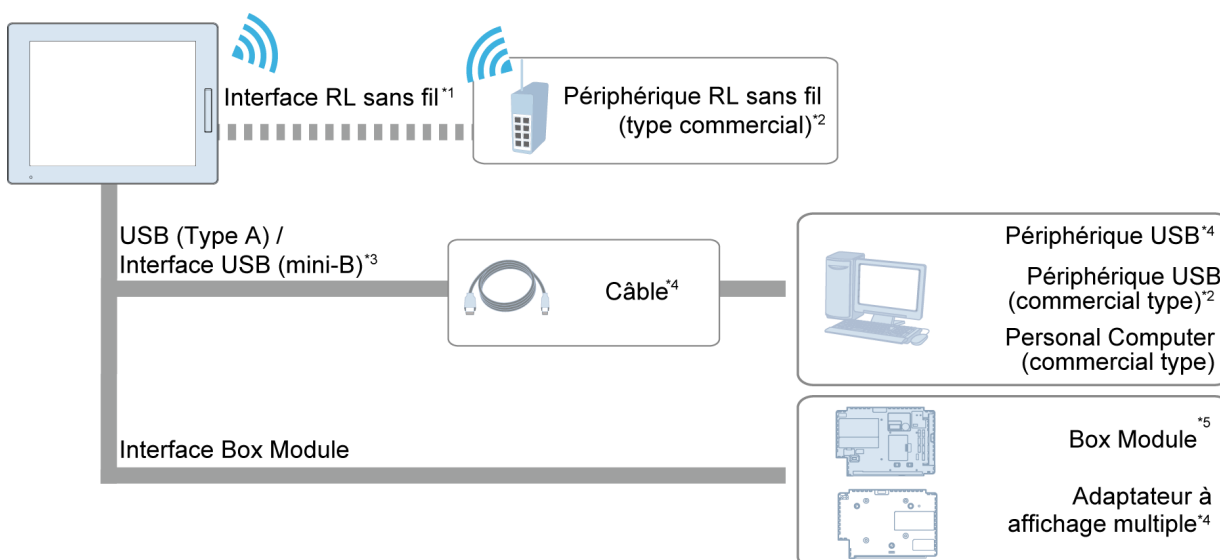 Interface RL sans fil*1
Périphérique RL sans fil
(type commercial)*2
USB (Type A) /
Interface USB (mini-B)*3
Câble*4
Périphérique USB*4
Périphérique USB
(commercial type)*2
Personal Computer
(commercial type)
Interface Box Module
Box Module*5
Adaptateur à
affichage multiple*4